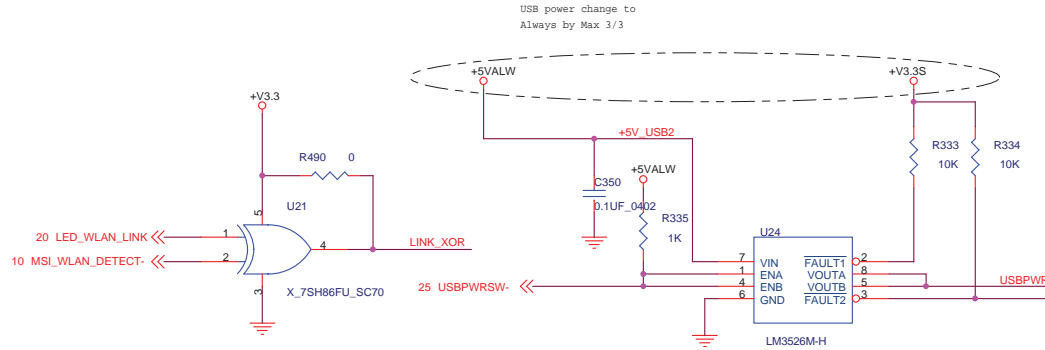 USB power change to
Always by Max 3/3
+5VALW
+V3.3S
+V3.3
+5V_USB2
R490 0
R333
10K
R334
10K
+5VALW
C350
0.1UF_0402
U21
5
R335
1K
20 LED_WLAN_LINK
1
4
LINK_XOR
10 MSI_WLAN_DETECT-
2
3
X_7SH86FU_SC70
25 USBPWRSW-
U24
7 VIN FAULT1 2
1 ENA VOUTA 8
4 ENB VOUTB 5
6 GND FAULT2 3
USBPWR
LM3526M-H